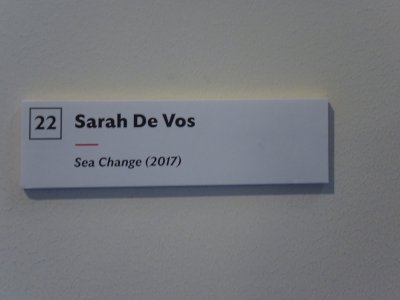 22 Sarah De Vos
Sea Change (2017)